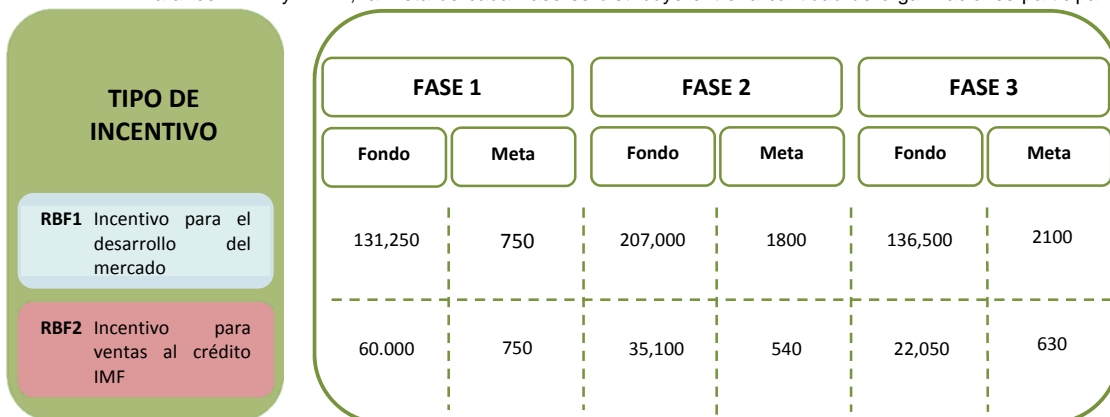 TIPO DE
INCENTIVO
FASE 1 FASE 2 FASE 3
Fondo Meta Fondo Meta Fondo Meta
RBF1 Incentivo para el
desarrollo del
mercado
131,250 750 207,000 1800 136,500 2100
RBF2 Incentivo para
ventas al crédito
IMF
60.000 750 35,100 540 22,050 630